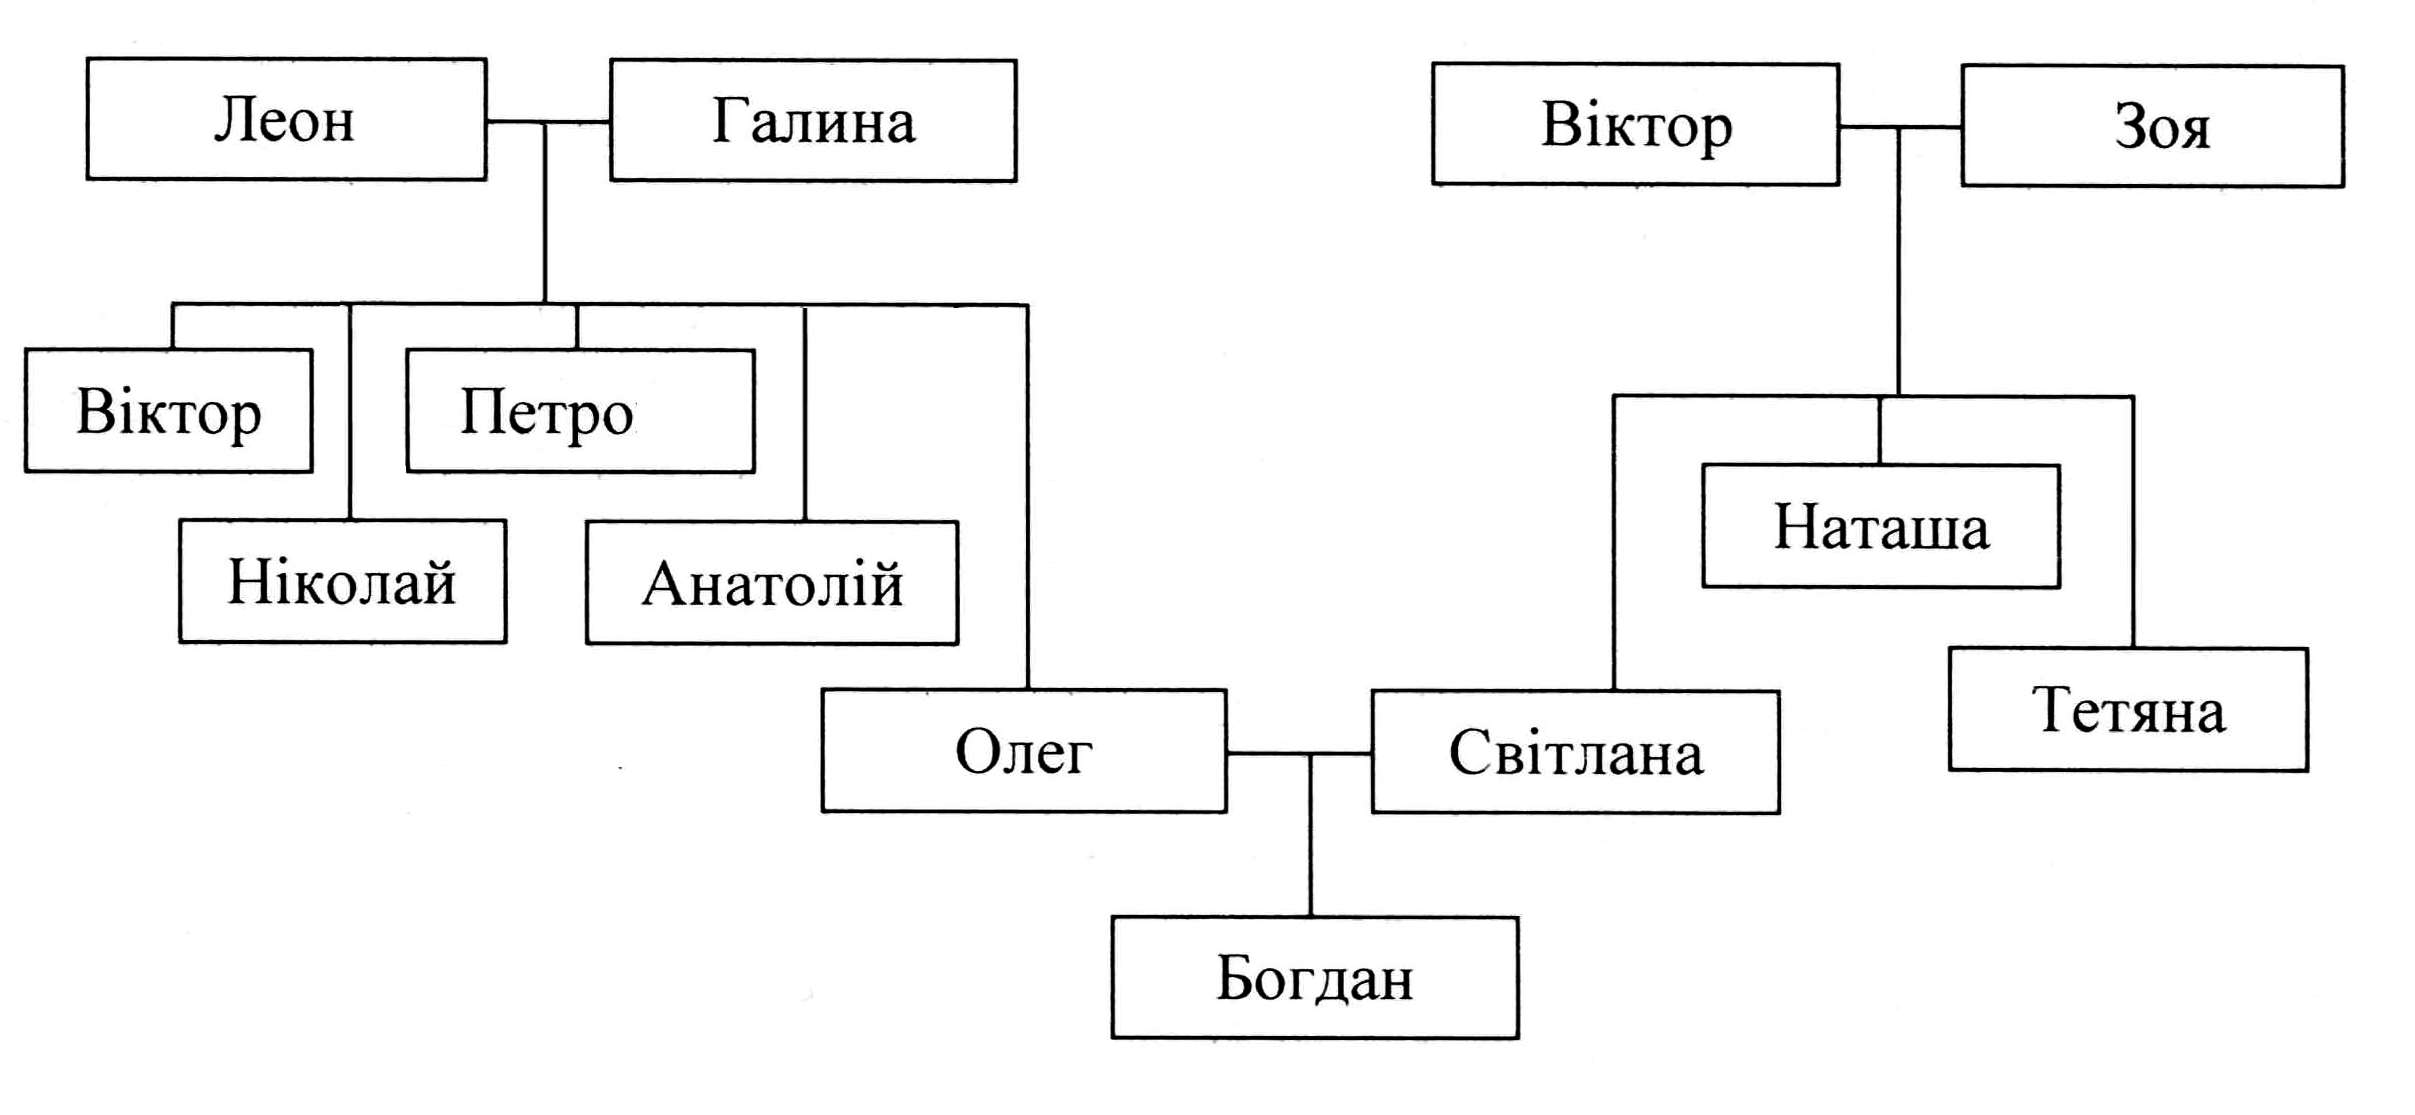 Леон
Галина
Віктор
Зоя
Віктор
Петро
Ніколай
Анатолій
Наташа
Тетяна
Олег
Світлана
Богдан